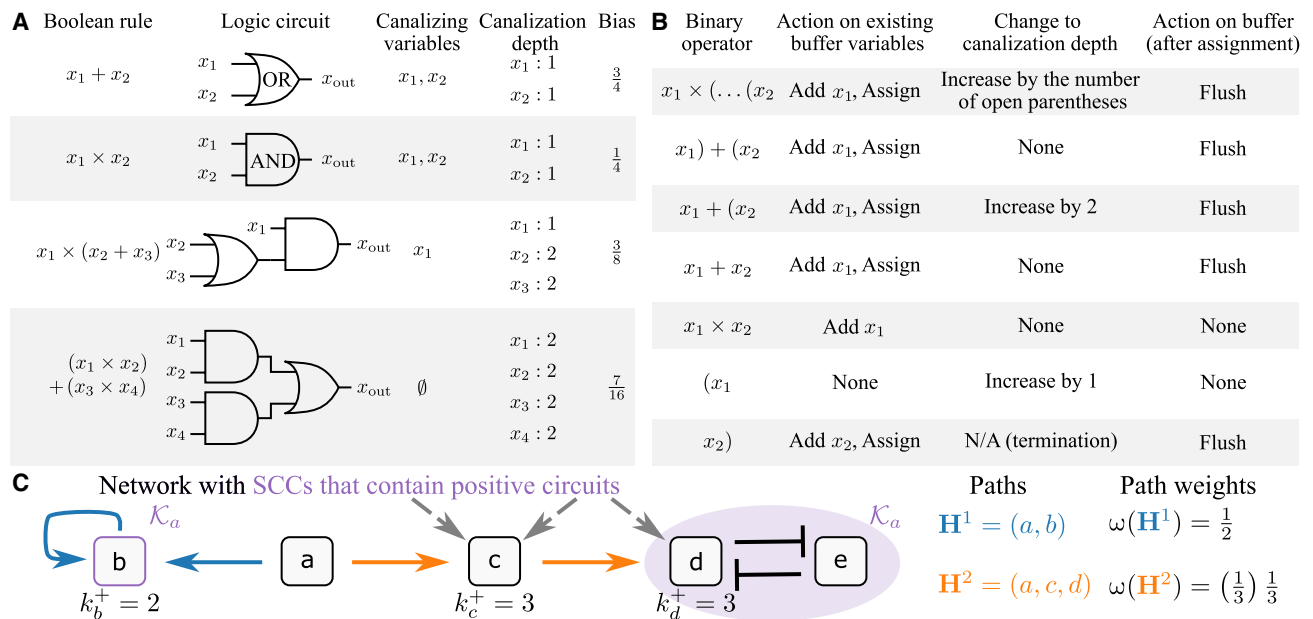 A
Boolean rule
Logic circuit
Canalizing variables
Canalization depth
Bias
x₁ + x₂
x₁
x₂
OR
x_out
x₁, x₂
x₁ : 1
x₂ : 1
3/4
x₁ × x₂
x₁
x₂
AND
x_out
x₁, x₂
x₁ : 1
x₂ : 1
1/4
x₁ × (x₂ + x₃)
x₁
x₂
x₃
x_out
x₁
x₁ : 1
x₂ : 2
x₃ : 2
3/8
(x₁ × x₂)
+ (x₃ × x₄)
x₁
x₂
x₃
x₄
x_out
∅
x₁ : 2
x₂ : 2
x₃ : 2
x₄ : 2
7/16
B
Binary operator
Action on existing buffer variables
Change to canalization depth
Action on buffer (after assignment)
x₁ × (... (x₂
Add x₁, Assign
Increase by the number
of open parentheses
Flush
x₁) + (x₂
Add x₁, Assign
None
Flush
x₁ + (x₂
Add x₁, Assign
Increase by 2
Flush
x₁ + x₂
Add x₁, Assign
None
Flush
x₁ × x₂
Add x₁
None
None
(x₁
None
Increase by 1
None
x₂)
Add x₂, Assign
N/A (termination)
Flush
C
Network with SCCs that contain positive circuits
𝒦ₐ
b
k_b⁺ = 2
a
c
k_c⁺ = 3
d
k_d⁺ = 3
e
𝒦ₐ
Paths
Path weights
H¹ = (a, b)
ω(H¹) = 1/2
H² = (a, c, d)
ω(H²) = (1/3) 1/3